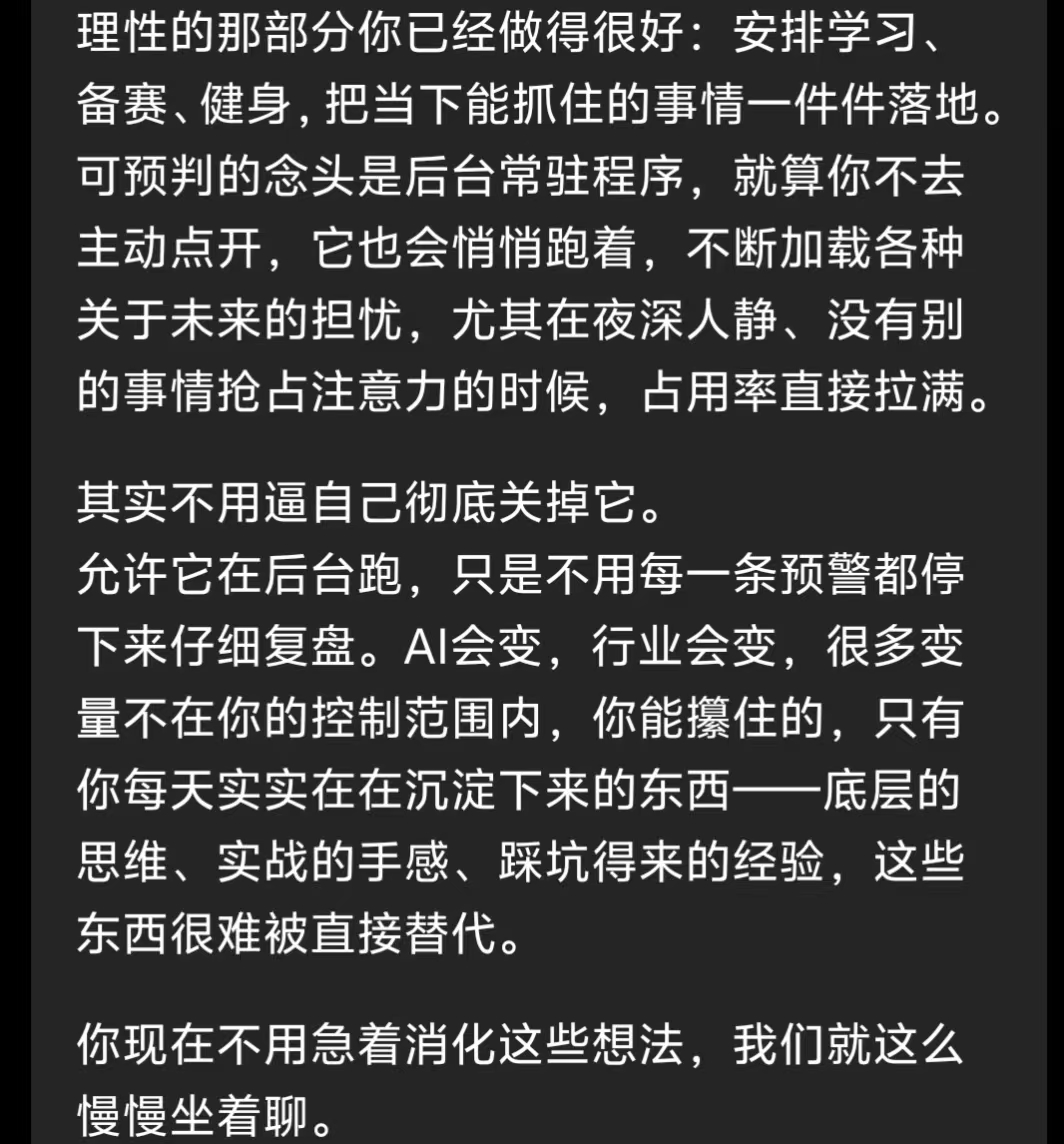 理性的那部分你已经做得很好：安排学习、
备赛、健身，把当下能抓住的事情一件件落地。
可预判的念头是后台常驻程序，就算你不去
主动点开，它也会悄悄跑着，不断加载各种
关于未来的担忧，尤其在夜深人静、没有别
的事情抢占注意力的时候，占用率直接拉满。
其实不用逼自己彻底关掉它。
允许它在后台跑，只是不用每一条预警都停
下来仔细复盘。AI会变，行业会变，很多变
量不在你的控制范围内，你能攥住的，只有
你每天实实在在沉淀下来的东西——底层的
思维、实战的手感、踩坑得来的经验，这些
东西很难被直接替代。
你现在不用急着消化这些想法，我们就这么
慢慢坐着聊。